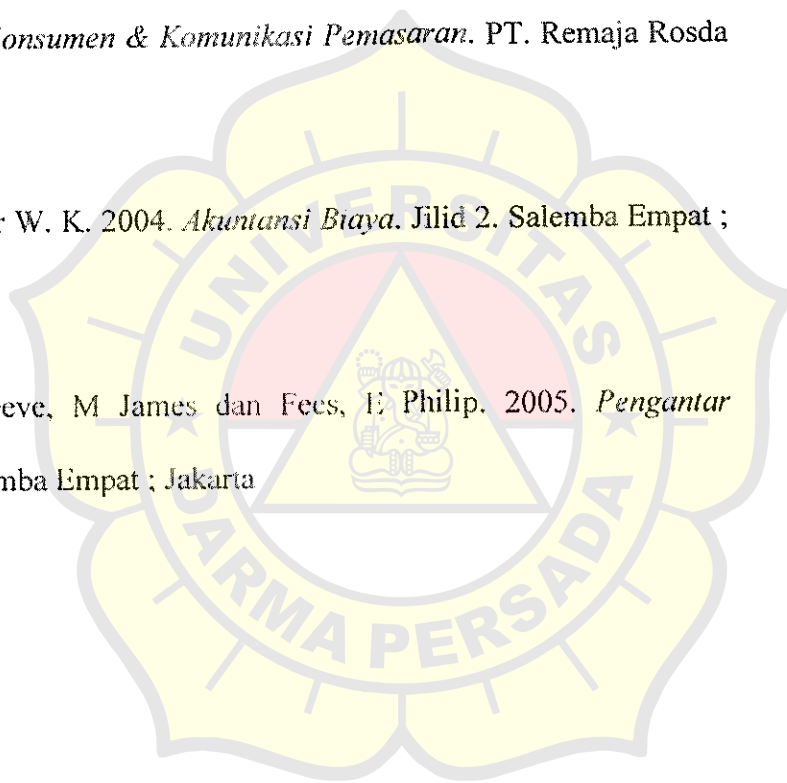 onsumen & Komunikasi Pemasaran. PT. Remaja Rosda
r W. K. 2004. Akuntansi Biaya. Jilid 2. Salemba Empat ;
eve, M James dan Fees, E Philip. 2005. Pengantar
mba Empat ; Jakarta
UNIVERSITAS
DARMA PERSADA